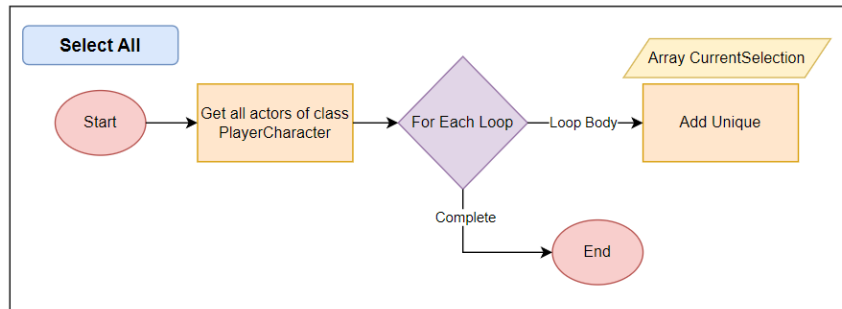 Select All
Array CurrentSelection
Start
Get all actors of class
PlayerCharacter
For Each Loop
Loop Body
Add Unique
Complete
End